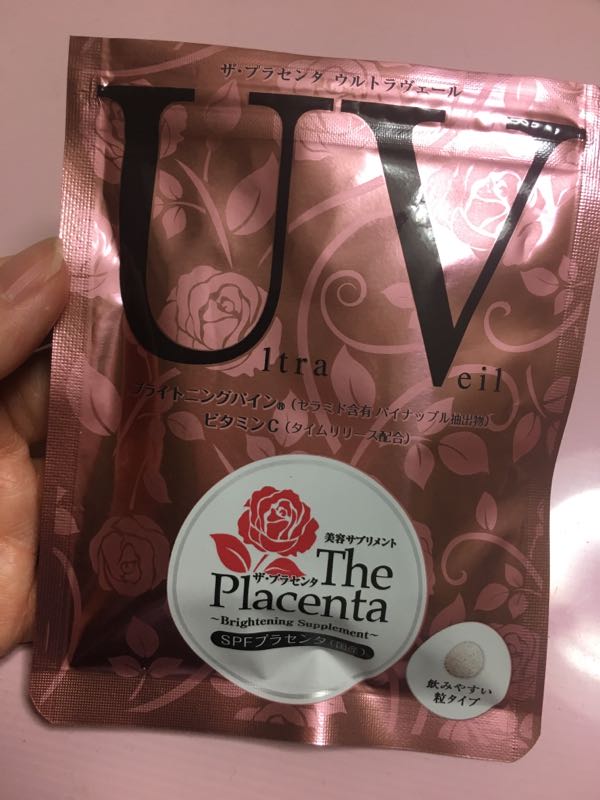 ザ・プラセンタ ウルトラヴェール
UV
ltra
eil
ブライトニングパイン® (セラミド含有 パイナップル抽出物)
ビタミンC (タイムリリース配合)
美容サプリメント
The
ザ・プラセンタ
Placenta
~Brightening Supplement~
SPFプラセンタ(国産)
飲みやすい
粒タイプ